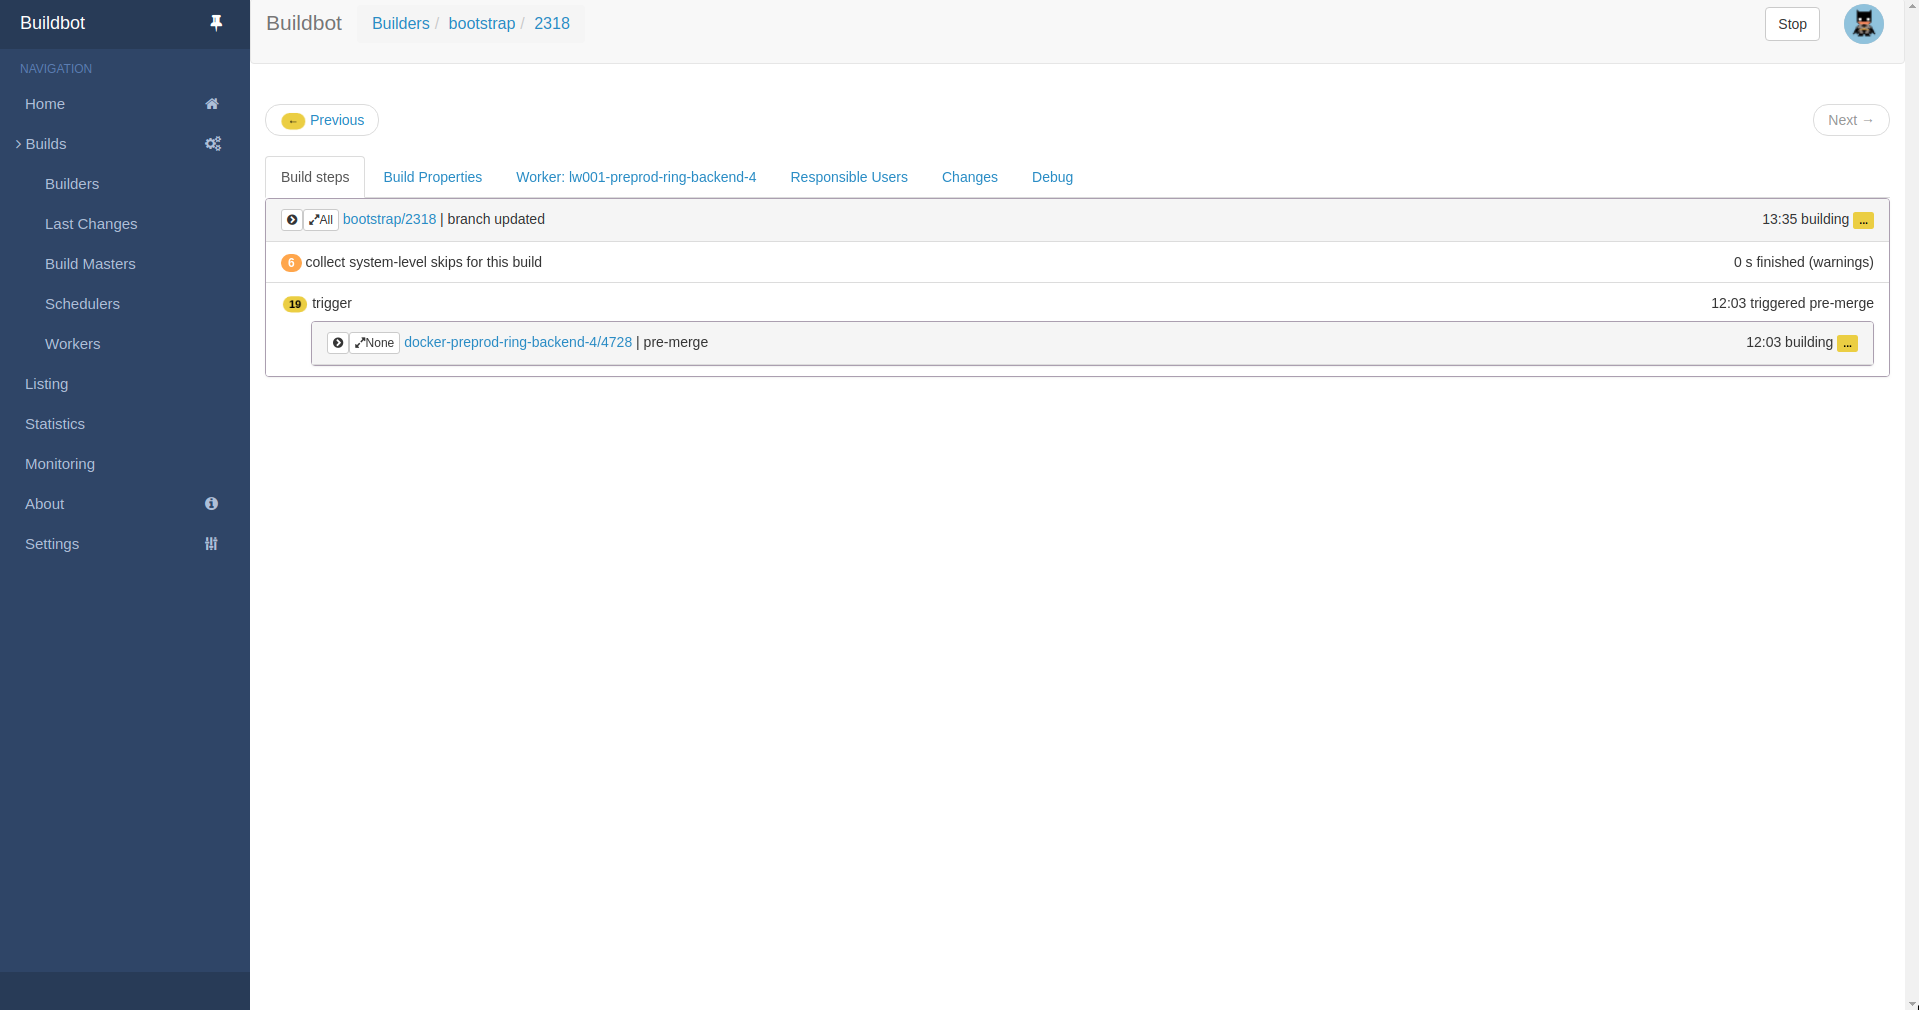 Buildbot
NAVIGATION
Home
Builds
Builders
Last Changes
Build Masters
Schedulers
Workers
Listing
Statistics
Monitoring
About
Settings
Buildbot Builders / bootstrap / 2318 Stop
← Previous Next →
Build steps Build Properties Worker: lw001-preprod-ring-backend-4 Responsible Users Changes Debug
All bootstrap/2318 | branch updated 13:35 building ...
6 collect system-level skips for this build 0 s finished (warnings)
19 trigger 12:03 triggered pre-merge
None docker-preprod-ring-backend-4/4728 | pre-merge 12:03 building ...